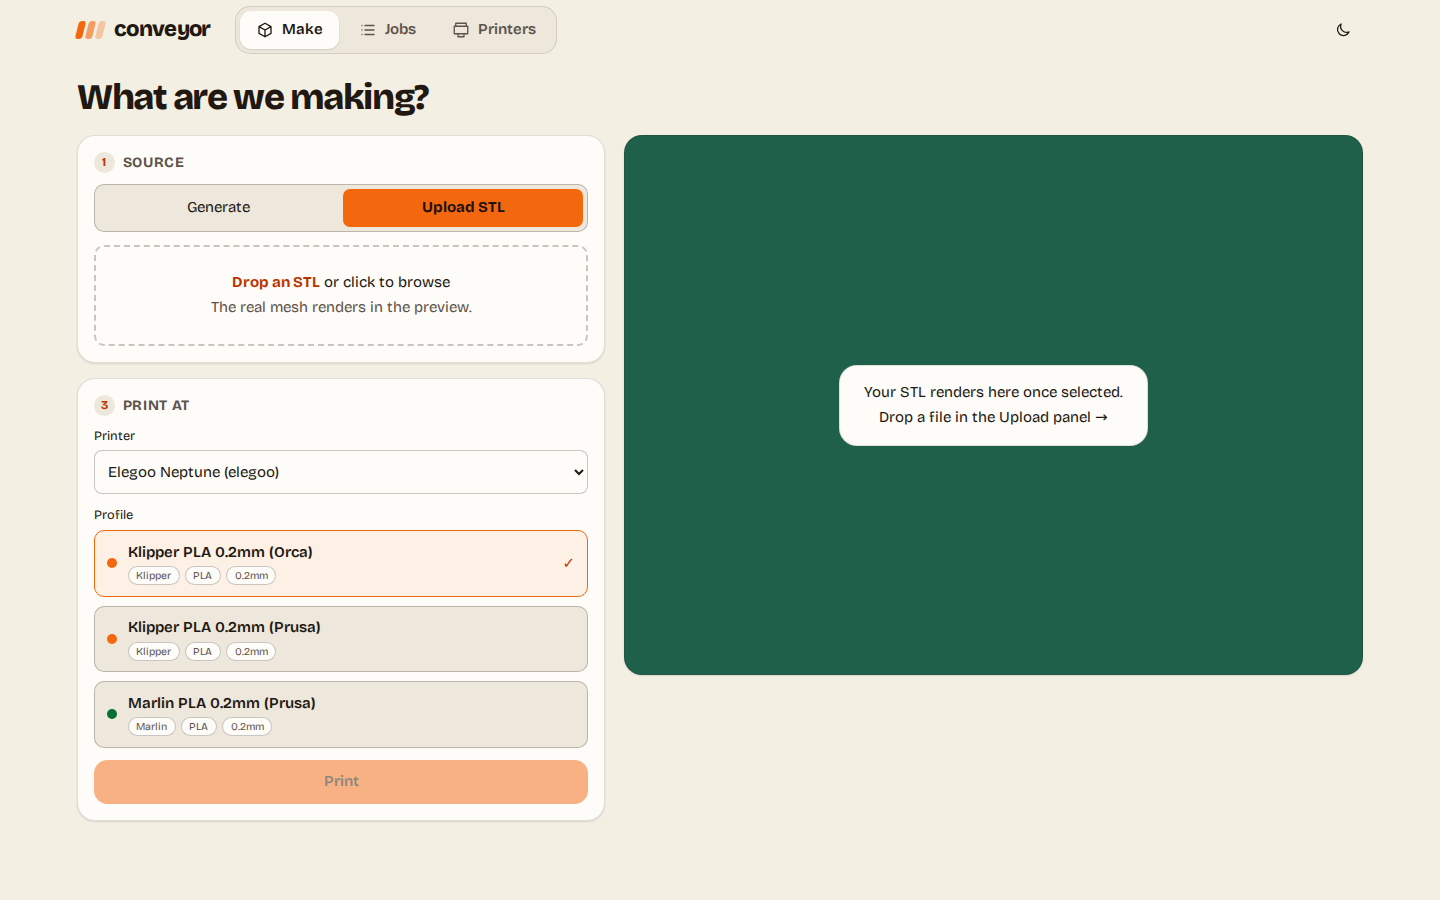 conveyor
Make
Jobs
Printers
What are we making?
1 SOURCE
Generate
Upload STL
Drop an STL or click to browse
The real mesh renders in the preview.
Your STL renders here once selected.
Drop a file in the Upload panel →
3 PRINT AT
Printer
Elegoo Neptune (elegoo)
Profile
Klipper PLA 0.2mm (Orca)
Klipper PLA 0.2mm
✓
Klipper PLA 0.2mm (Prusa)
Klipper PLA 0.2mm
Marlin PLA 0.2mm (Prusa)
Marlin PLA 0.2mm
Print